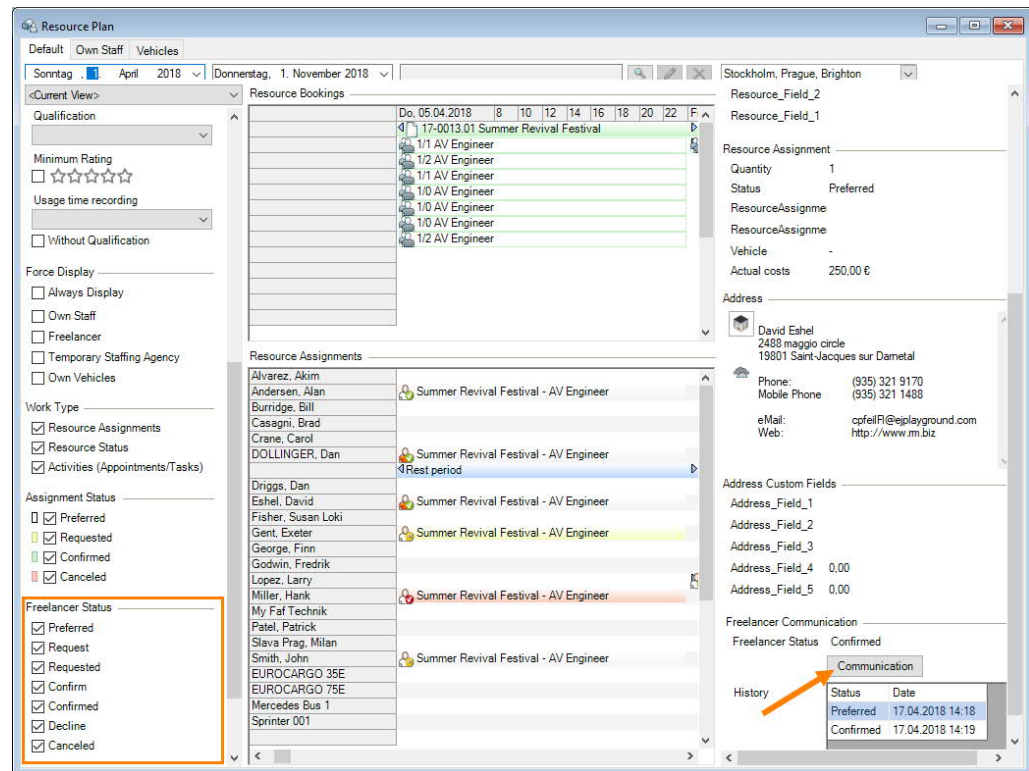 Resource Plan
Default Own Staff Vehicles
Sonntag , 1. April 2018 Donnerstag, 1. November 2018 Stockholm, Prague, Brighton
<Current View>
Qualification
Minimum Rating
Usage time recording
Without Qualification
Force Display
Always Display
Own Staff
Freelancer
Temporary Staffing Agency
Own Vehicles
Work Type
Resource Assignments
Resource Status
Activities (Appointments/Tasks)
Assignment Status
Preferred
Requested
Confirmed
Canceled
Freelancer Status
Preferred
Request
Requested
Confirm
Confirmed
Decline
Canceled
Resource Bookings
Do, 05.04.2018 8 10 12 14 16 18 20 22
17-0013.01 Summer Revival Festival
1/1 AV Engineer
1/2 AV Engineer
1/1 AV Engineer
1/0 AV Engineer
1/0 AV Engineer
1/0 AV Engineer
1/2 AV Engineer
Resource Assignments
Alvarez, Akim
Andersen, Alan Summer Revival Festival - AV Engineer
Burridge, Bill
Casagni, Brad
Crane, Carol
DOLLINGER, Dan Summer Revival Festival - AV Engineer
Rest period
Driggs, Dan
Eshel, David Summer Revival Festival - AV Engineer
Fisher, Susan Loki
Gent, Exeter Summer Revival Festival - AV Engineer
George, Finn
Godwin, Fredrik
Lopez, Larry
Miller, Hank Summer Revival Festival - AV Engineer
My Faf Technik
Patel, Patrick
Slava Prag, Milan
Smith, John Summer Revival Festival - AV Engineer
EUROCARGO 35E
EUROCARGO 75E
Mercedes Bus 1
Sprinter 001
Resource_Field_2
Resource_Field_1
Resource Assignment
Quantity 1
Status Preferred
ResourceAssignme
ResourceAssignme
Vehicle -
Actual costs 250,00 €
Address
David Eshel
2488 maggio circle
19801 Saint-Jacques sur Dametal
Phone: (935) 321 9170
Mobile Phone (935) 321 1488
eMail: cpfeilFl@ejplayground.com
Web: http://www.rm.biz
Address Custom Fields
Address_Field_1
Address_Field_2
Address_Field_3
Address_Field_4 0,00
Address_Field_5 0,00
Freelancer Communication
Freelancer Status Confirmed
Communication
History Status Date
Preferred 17.04.2018 14:18
Confirmed 17.04.2018 14:19